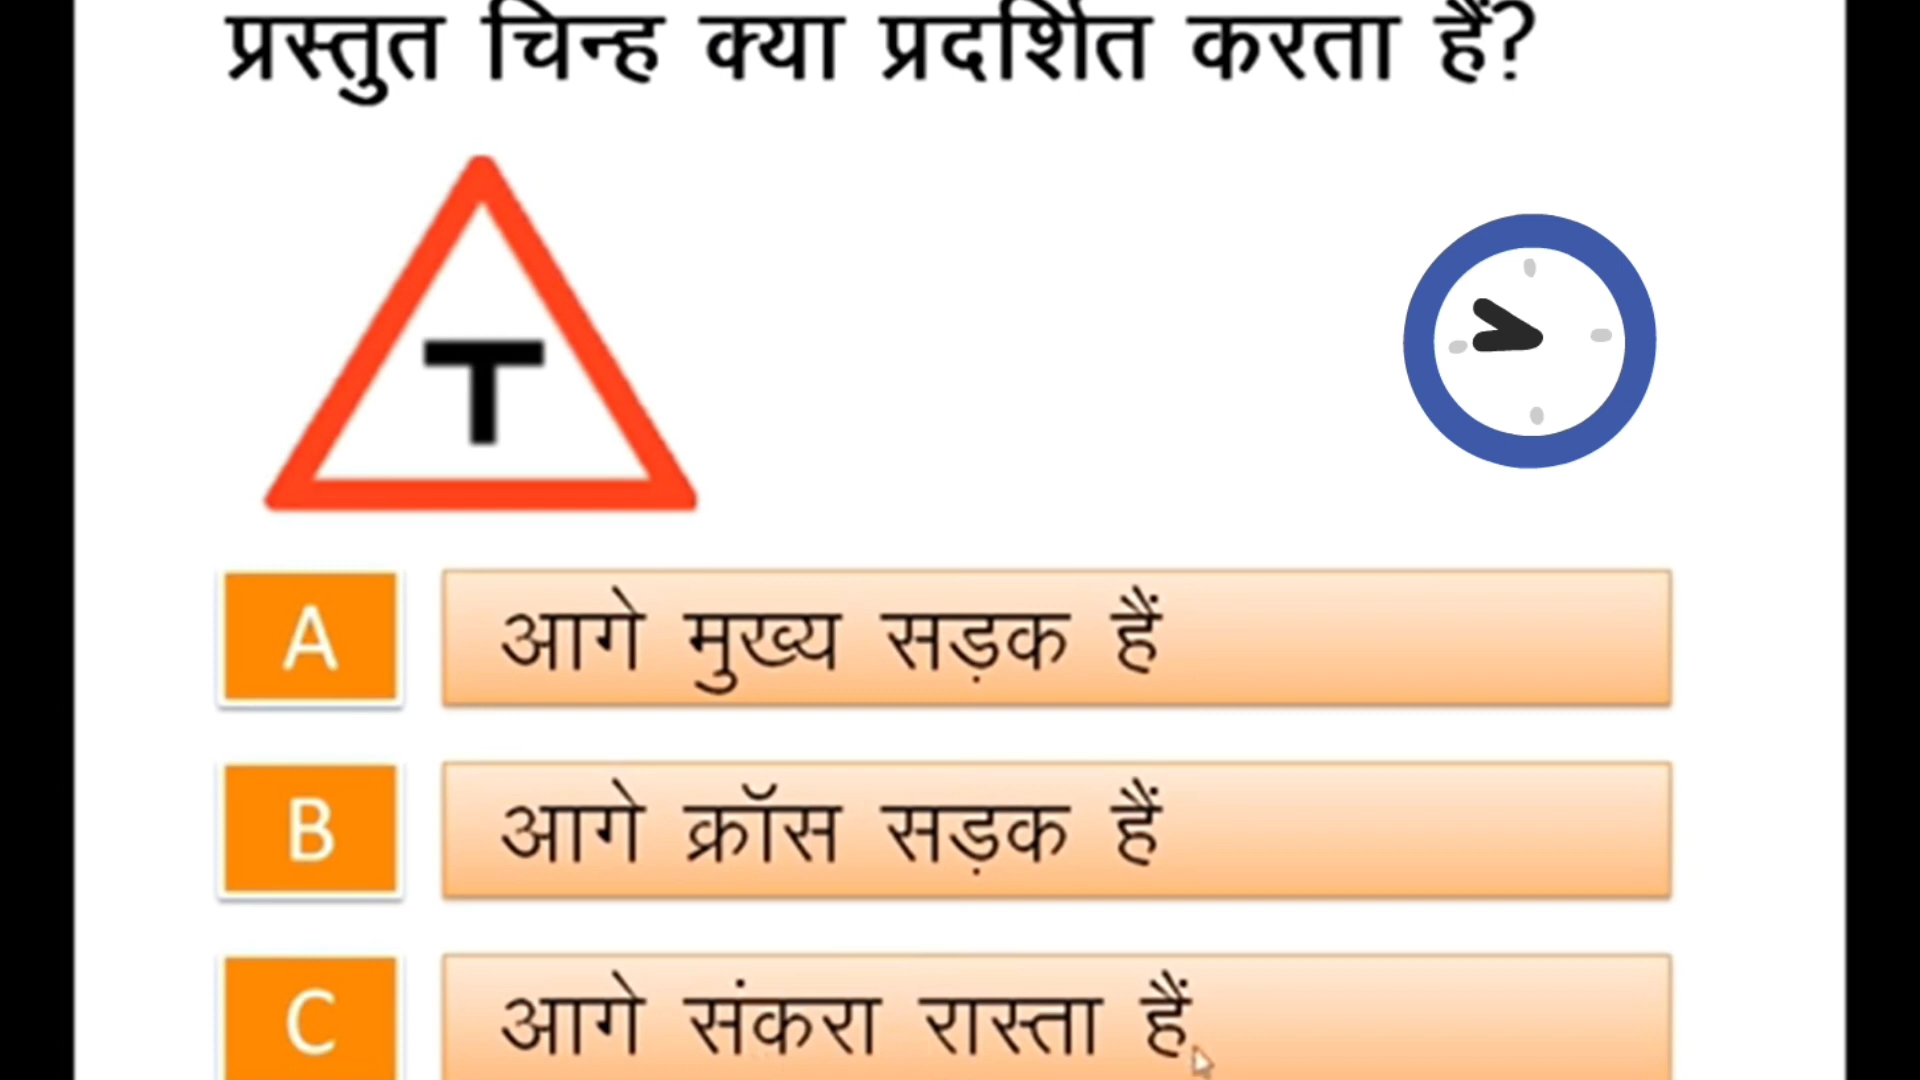 प्रस्तुत चिन्ह क्या प्रदर्शित करता हैं?
T
A आगे मुख्य सड़क हैं
B आगे क्रॉस सड़क हैं
C आगे संकरा रास्ता हैं